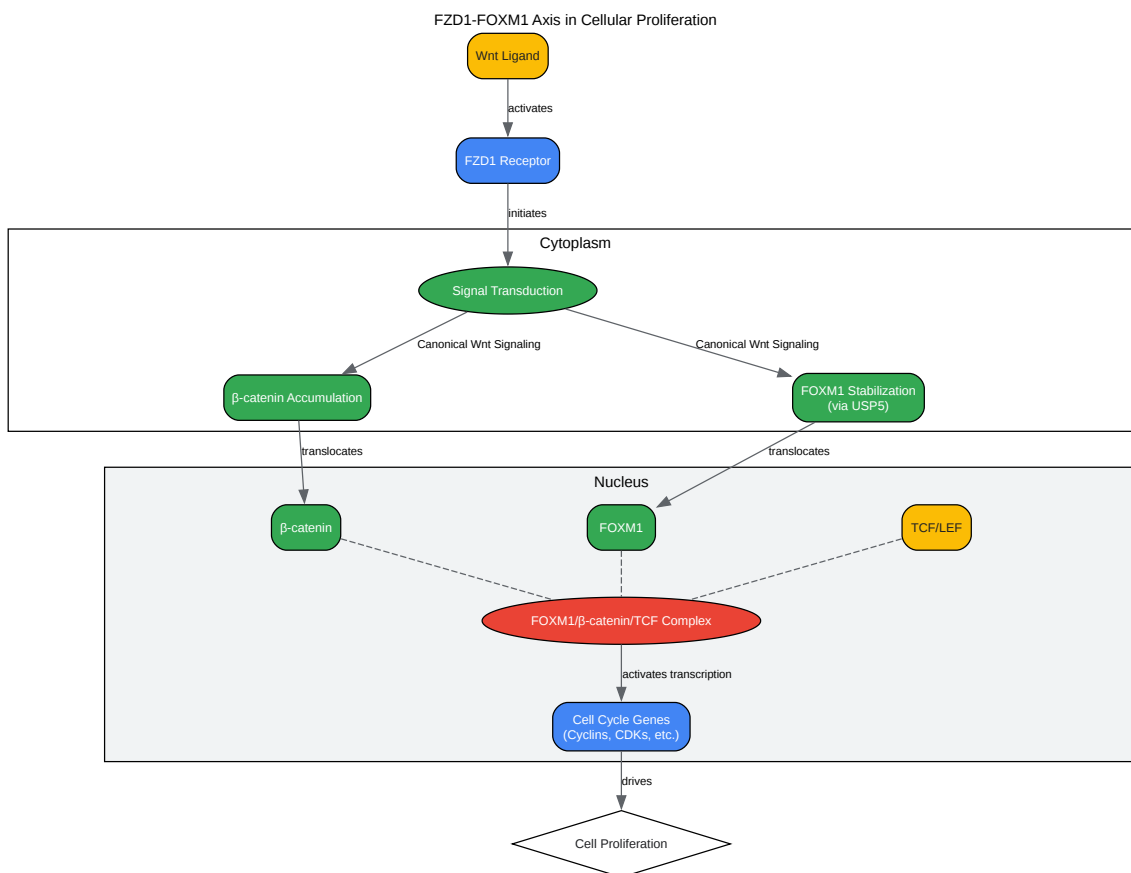 FZD1-FOXM1 Axis in Cellular Proliferation
Wnt Ligand
activates
FZD1 Receptor
initiates
Cytoplasm
Signal Transduction
Canonical Wnt Signaling
Canonical Wnt Signaling
β-catenin Accumulation
FOXM1 Stabilization
(via USP5)
translocates
translocates
Nucleus
β-catenin
FOXM1
TCF/LEF
FOXM1/β-catenin/TCF Complex
activates transcription
Cell Cycle Genes
(Cyclins, CDKs, etc.)
drives
Cell Proliferation